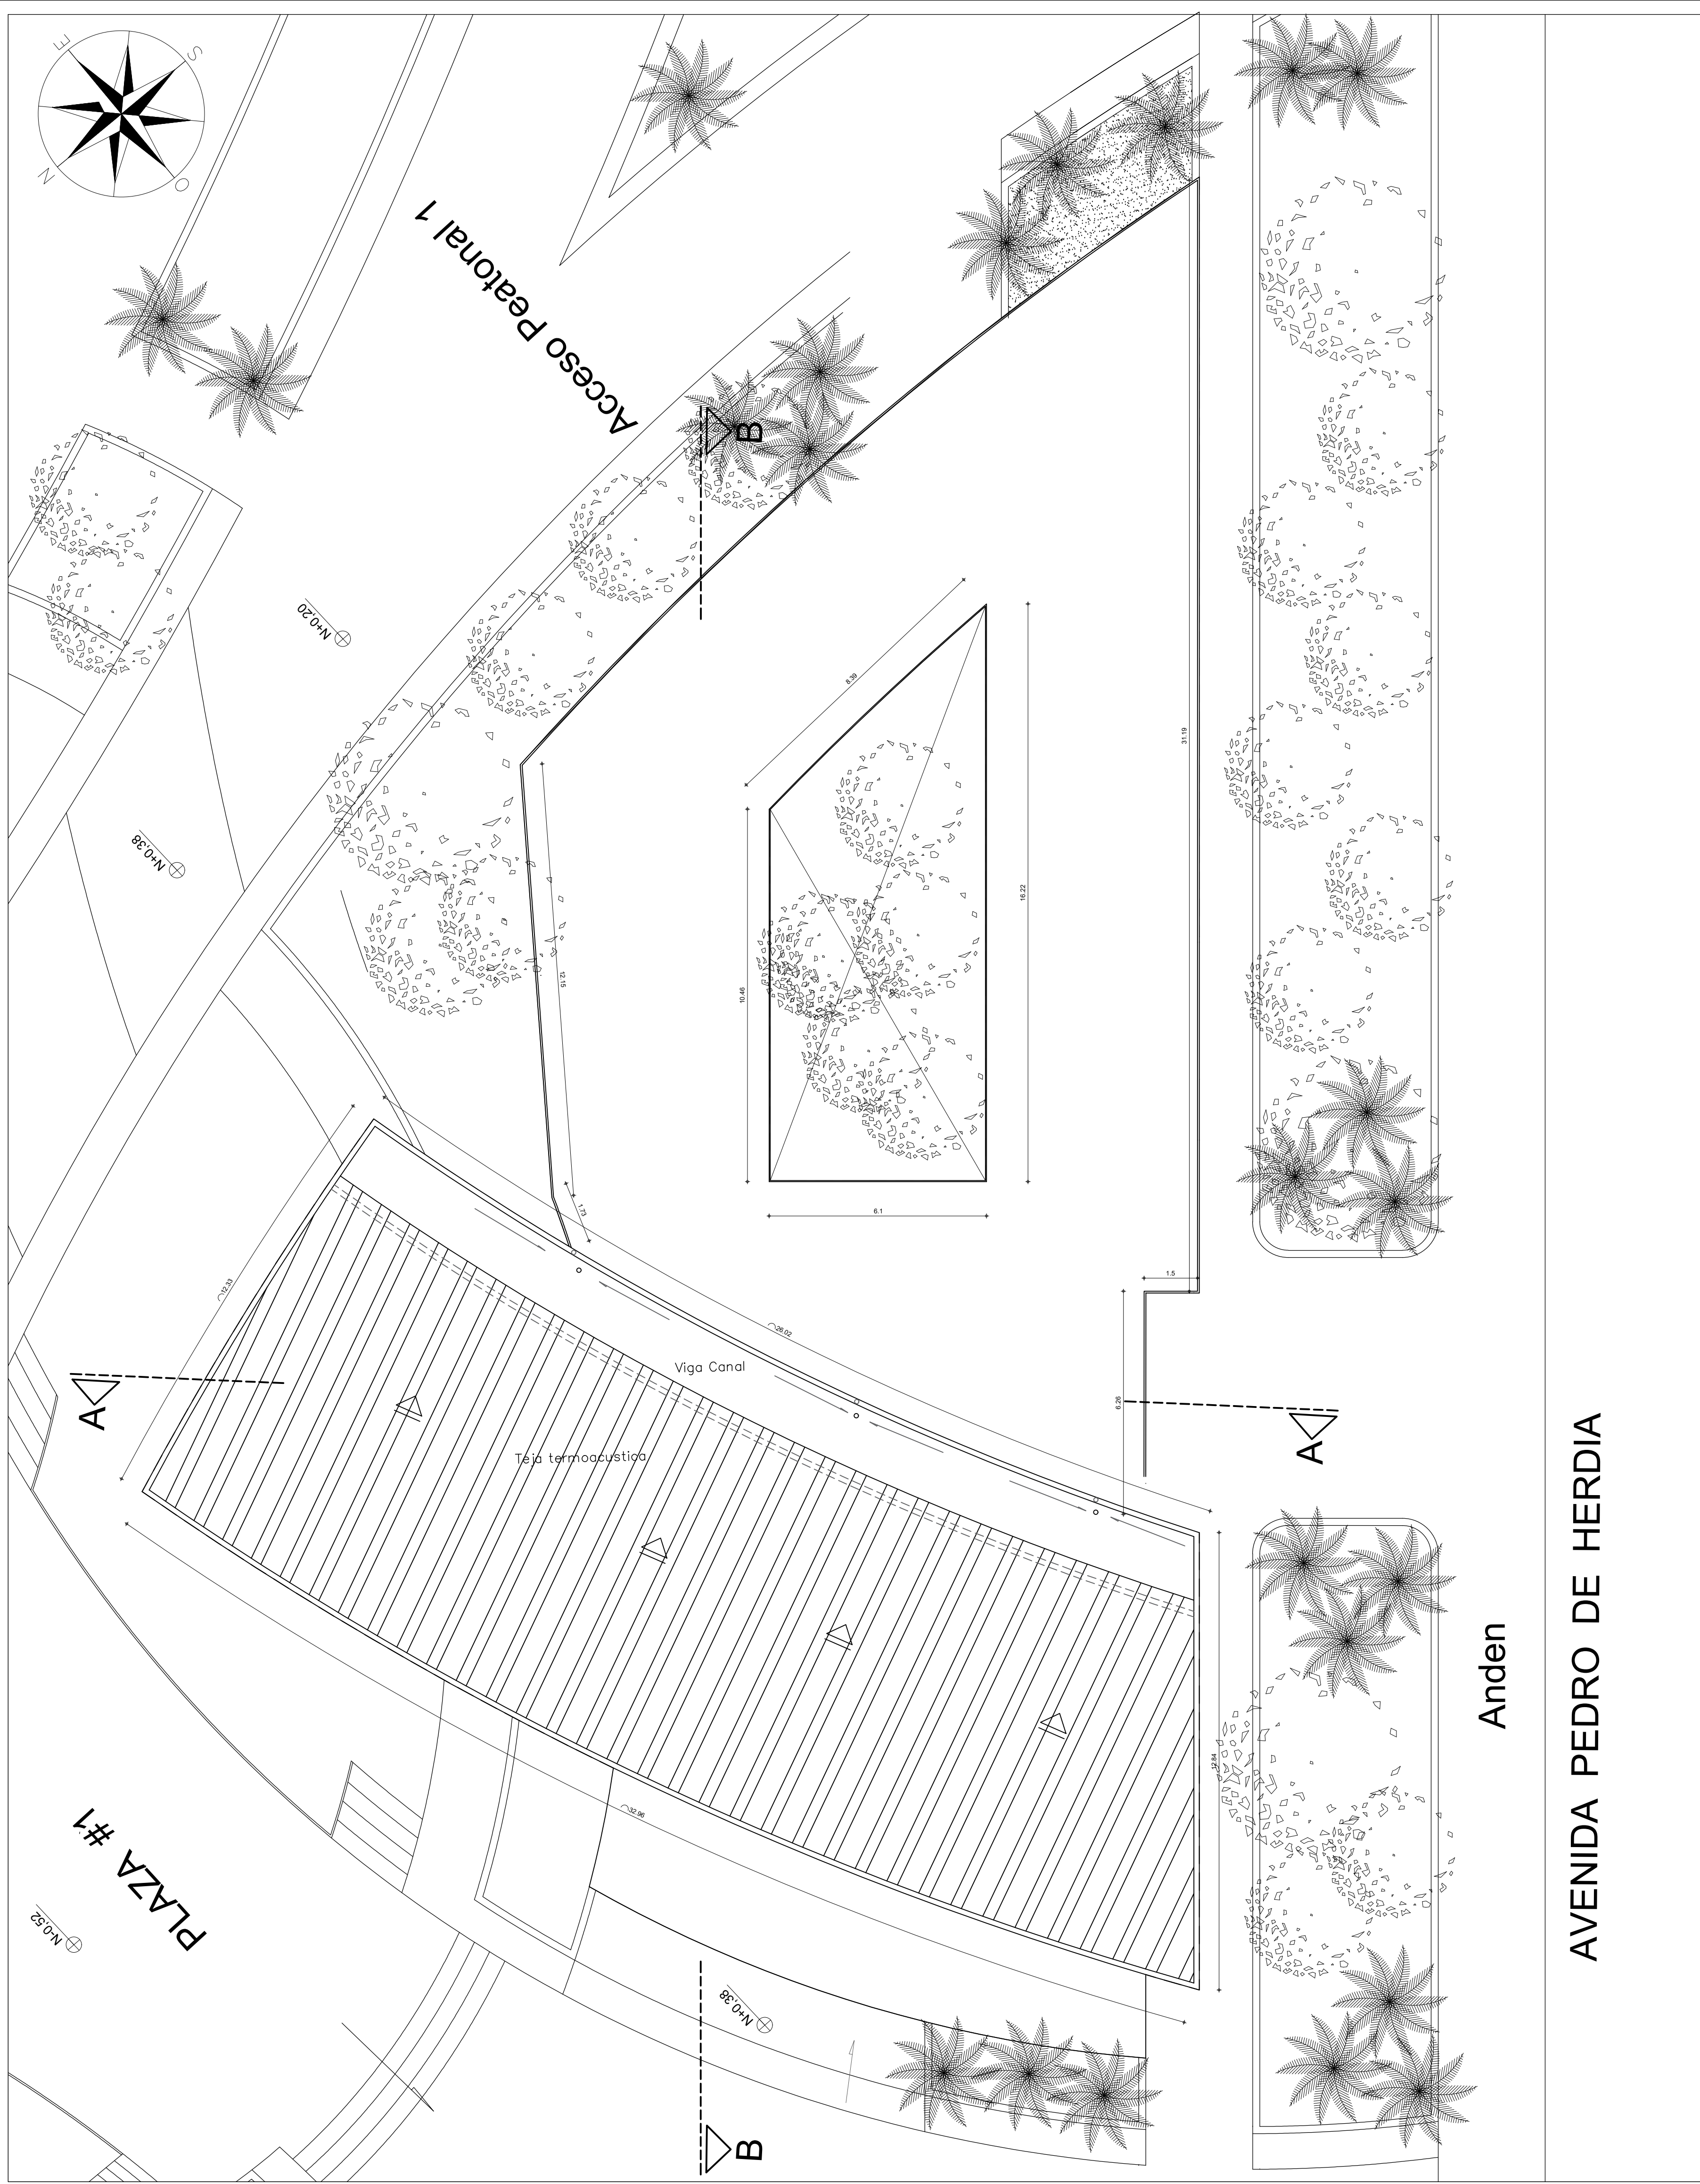 E
S
N
O
Acceso Peatonal 1
B
N+0,20
8.39
31.19
N+0,38
16.22
12.15
10.46
1.73
6.1
1.5
12.33
26.02
Viga Canal
6.26
A
A
Teja termoacustica
AVENIDA PEDRO DE HERDIA
Anden
12.84
32.96
PLAZA #1
N-0,52
N+0,38
B